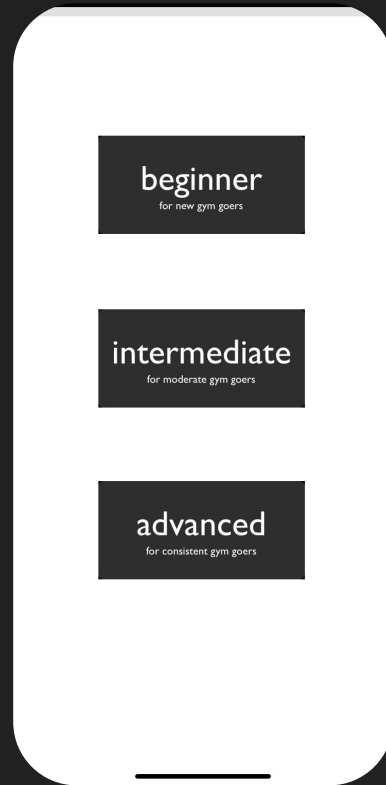 beginner
for new gym goers
intermediate
for moderate gym goers
advanced
for consistent gym goers